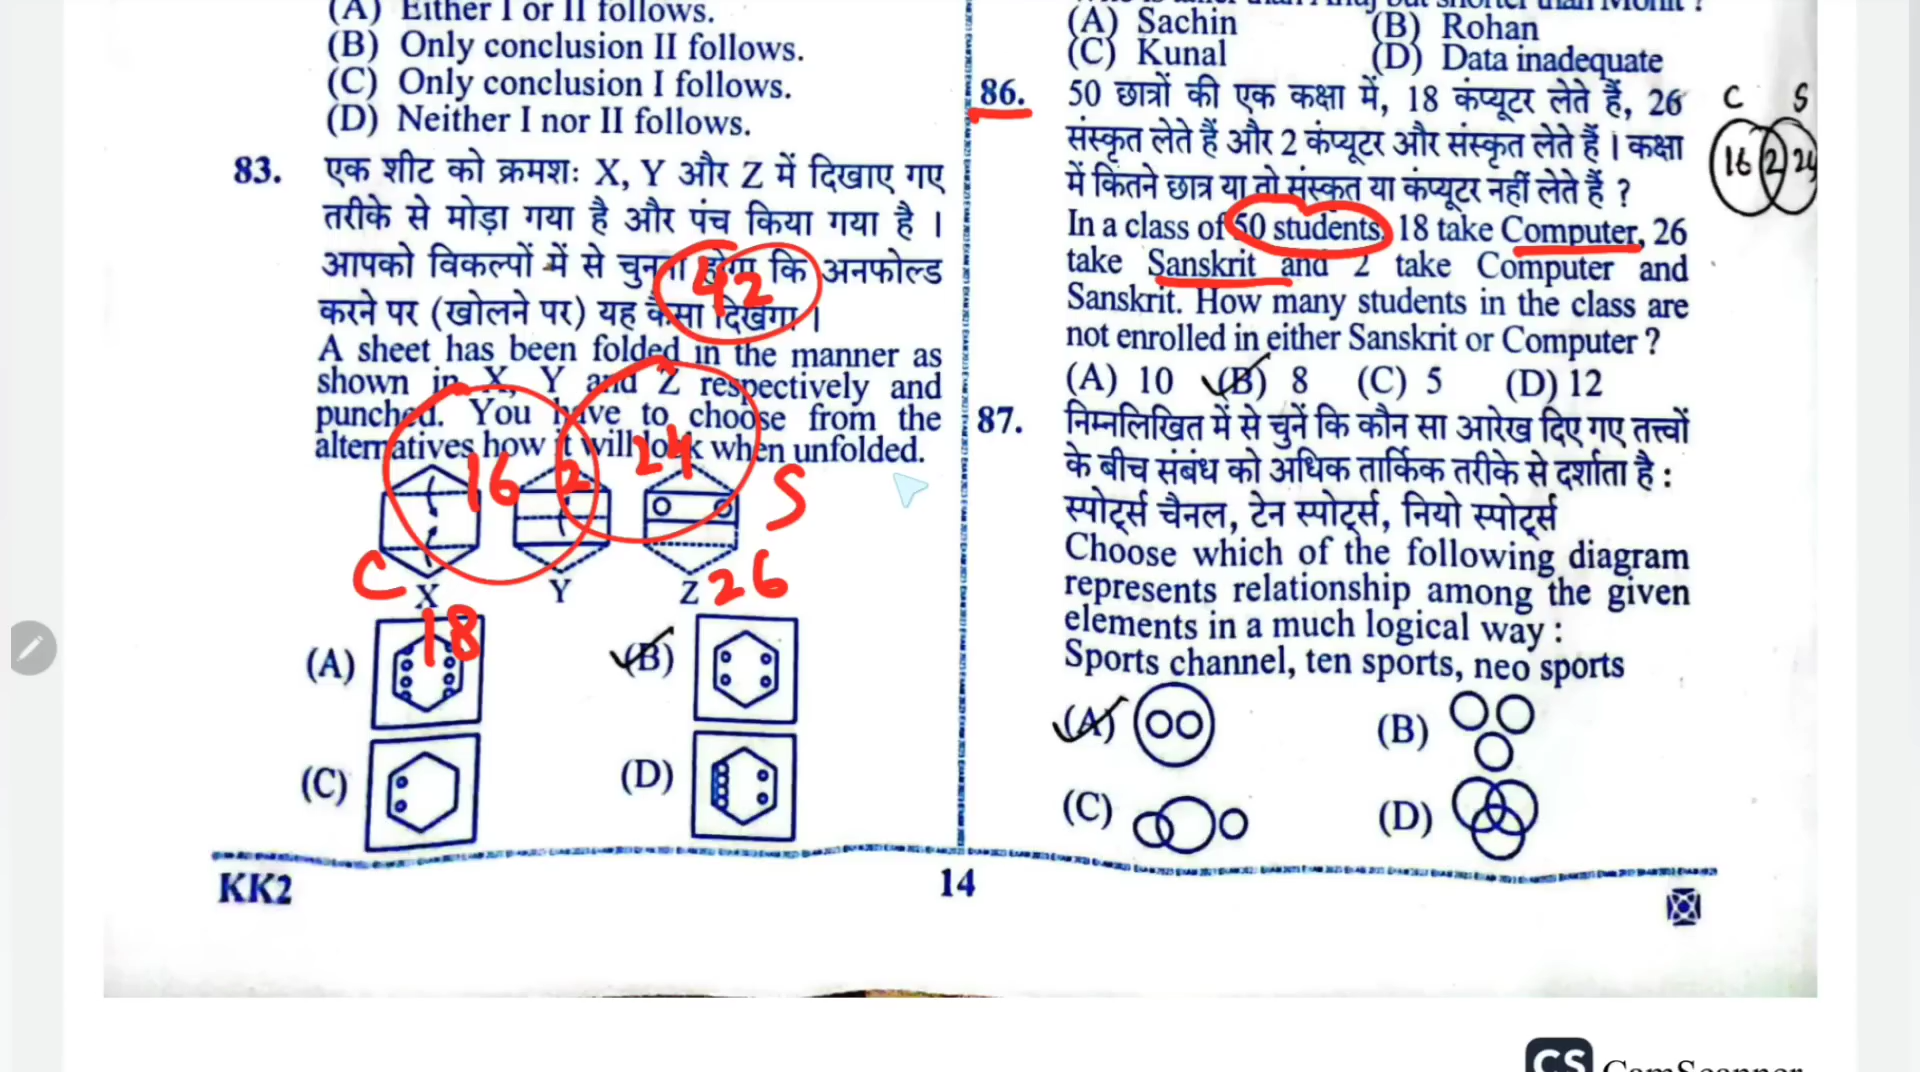 (A) Either I or II follows.
(B) Only conclusion II follows.
(C) Only conclusion I follows.
(D) Neither I nor II follows.
83. एक शीट को क्रमशः X, Y और Z में दिखाए गए
तरीके से मोड़ा गया है और पंच किया गया है ।
आपको विकल्पों में से चुनना होगा कि अनफोल्ड
करने पर (खोलने पर) यह कैसा दिखेगा ।
42
A sheet has been folded in the manner as
shown in X, Y and Z respectively and
punched. You have to choose from the
alternatives how it will look when unfolded.
16 2 24
C S
X Y Z 26
18
(A) (B)
(C) (D)
KK2
(A) Sachin (B) Rohan
(C) Kunal (D) Data inadequate
86. 50 छात्रों की एक कक्षा में, 18 कंप्यूटर लेते हैं, 26
संस्कृत लेते हैं और 2 कंप्यूटर और संस्कृत लेते हैं । कक्षा
में कितने छात्र या तो संस्कृत या कंप्यूटर नहीं लेते हैं ?
C S
16 2 24
In a class of 50 students, 18 take Computer, 26
take Sanskrit and 2 take Computer and
Sanskrit. How many students in the class are
not enrolled in either Sanskrit or Computer ?
(A) 10 (B) 8 (C) 5 (D) 12
87. निम्नलिखित में से चुनें कि कौन सा आरेख दिए गए तत्त्वों
के बीच संबंध को अधिक तार्किक तरीके से दर्शाता है :
स्पोर्ट्स चैनल, टेन स्पोर्ट्स, नियो स्पोर्ट्स
Choose which of the following diagram
represents relationship among the given
elements in a much logical way :
Sports channel, ten sports, neo sports
(A) (B)
(C) (D)
14
CS